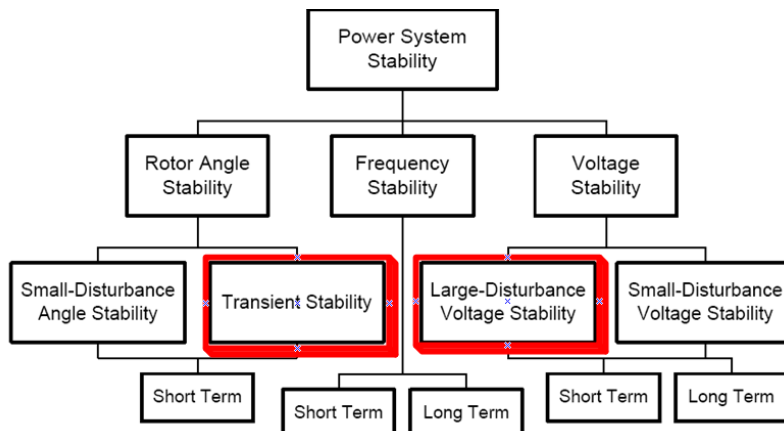 Power System
Stability
Rotor Angle
Stability
Frequency
Stability
Voltage
Stability
Small-Disturbance
Angle Stability
Transient Stability
Large-Disturbance
Voltage Stability
Small-Disturbance
Voltage Stability
Short Term
Short Term
Long Term
Short Term
Long Term